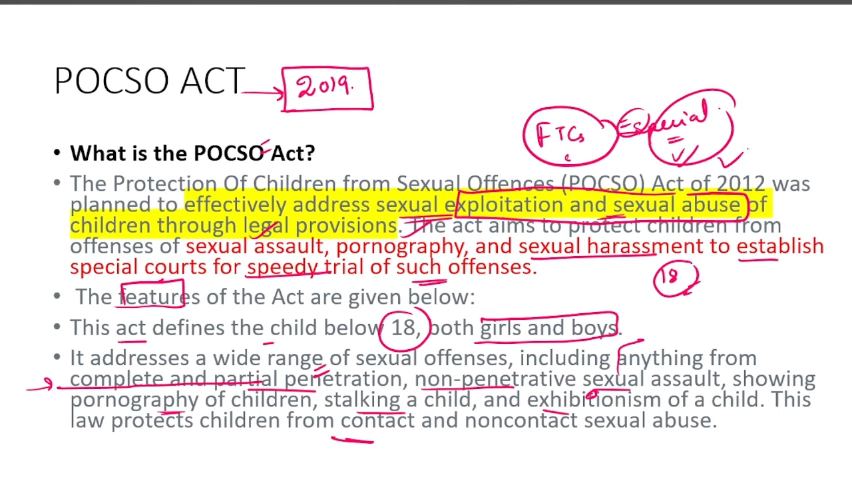 POCSO ACT
2019.
FTCs
Special
• What is the POCSO Act?
• The Protection Of Children from Sexual Offences (POCSO) Act of 2012 was
planned to effectively address sexual exploitation and sexual abuse of
children through legal provisions. The act aims to protect children from
offenses of sexual assault, pornography, and sexual harassment to establish
special courts for speedy trial of such offenses.
18
• The features of the Act are given below:
• This act defines the child below 18, both girls and boys.
• It addresses a wide range of sexual offenses, including anything from
complete and partial penetration, non-penetrative sexual assault, showing
pornography of children, stalking a child, and exhibitionism of a child. This
law protects children from contact and noncontact sexual abuse.